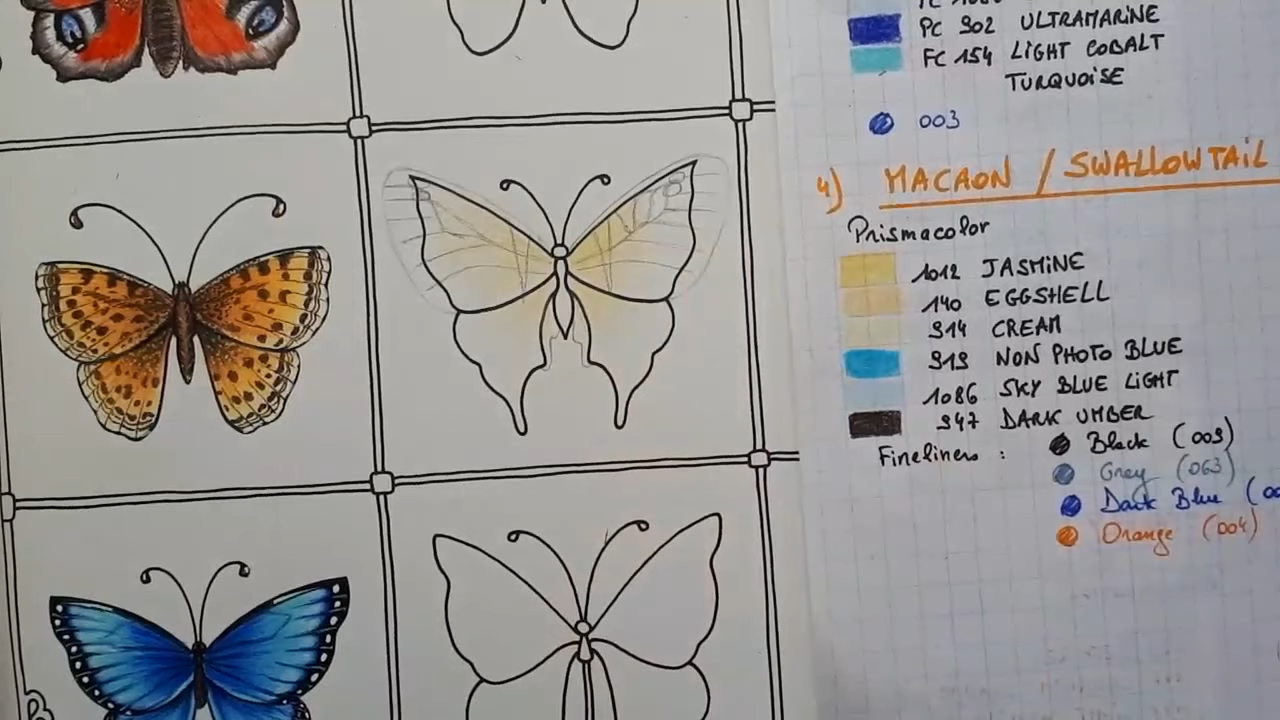 PC 902 ULTRAMARINE
FC 154 LIGHT COBALT
TURQUOISE
003
4) MACAON / SWALLOWTAIL
Prismacolor
1012 JASMINE
140 EGGSHELL
914 CREAM
919 NON PHOTO BLUE
1086 SKY BLUE LIGHT
947 DARK UMBER
Fineliners : Black (003)
Grey (063)
Dark Blue
Orange (004)